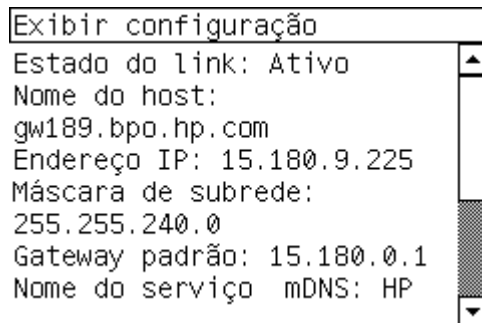 Exibir configuração
Estado do link: Ativo
Nome do host:
gw189.bpo.hp.com
Endereço IP: 15.180.9.225
Máscara de subrede:
255.255.240.0
Gateway padrão: 15.180.0.1
Nome do serviço  mDNS: HP